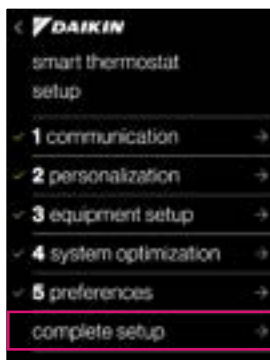 DAIKIN
smart thermostat
setup
1 communication
2 personalization
3 equipment setup
4 system optimization
5 preferences
complete setup